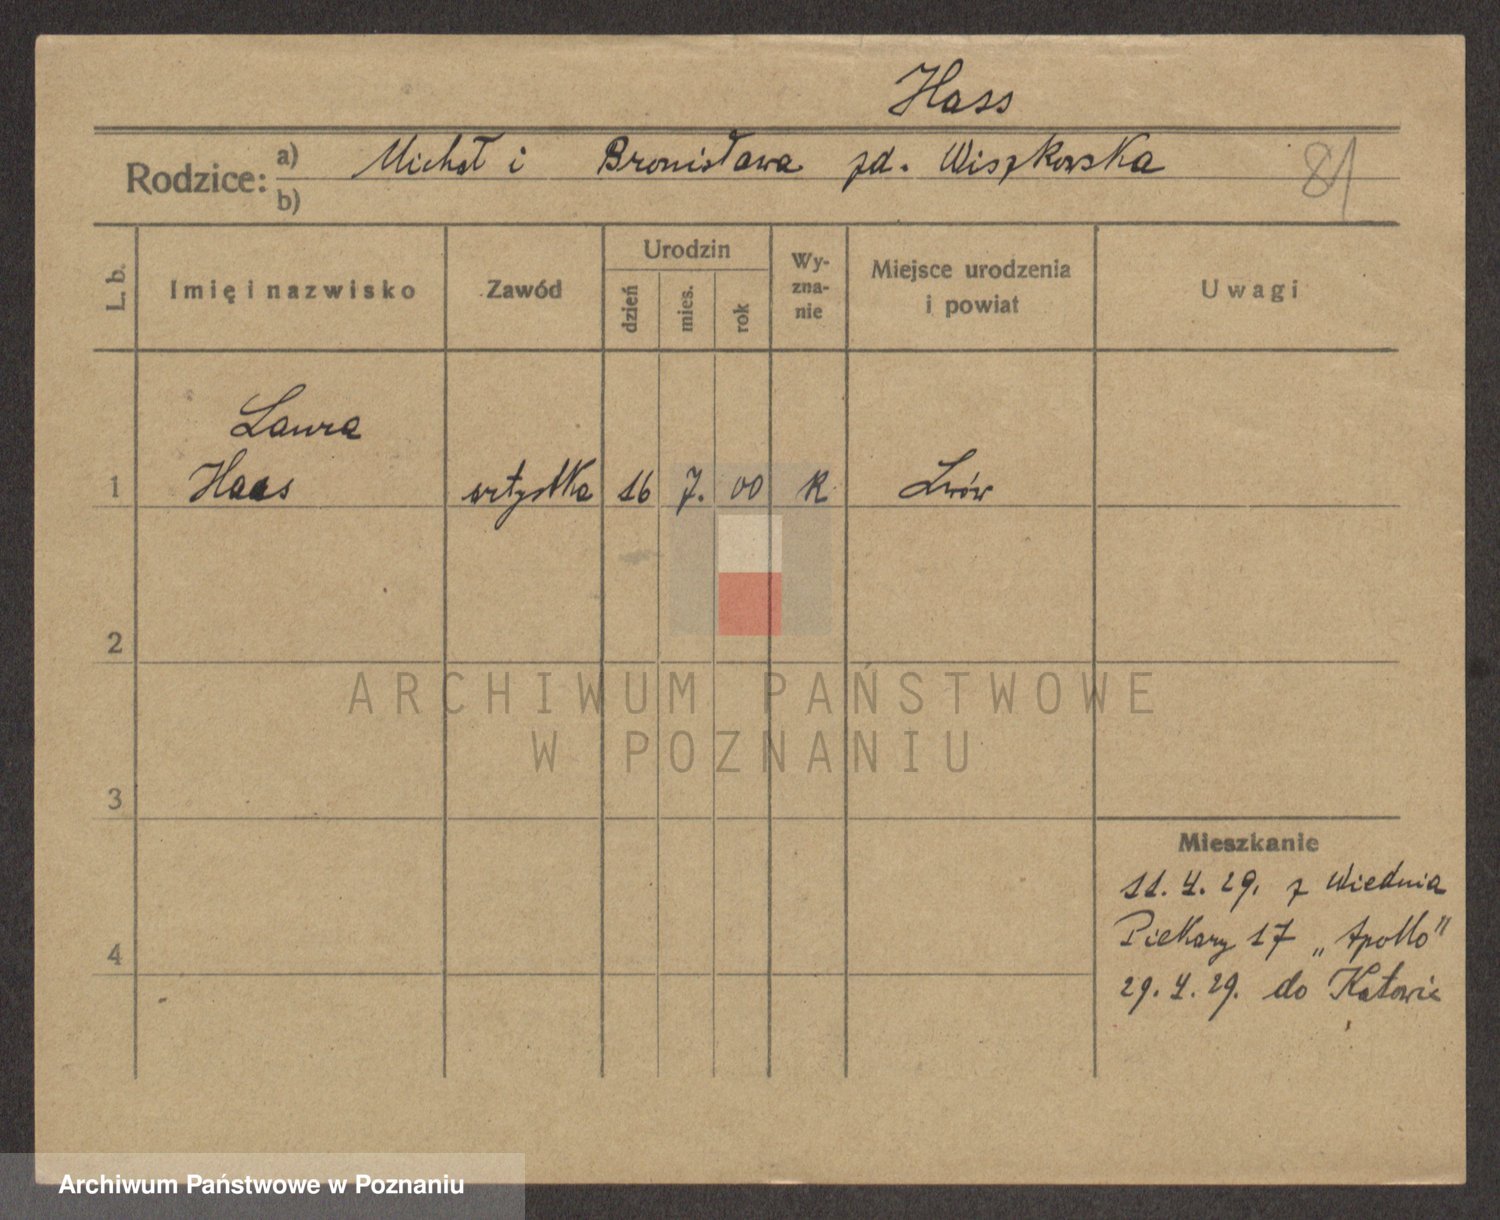 Hass
Rodzice: a) Michał i Bronisława zd. Wiszkowska
b)
81
L. b.
Imię i nazwisko
Zawód
Urodzin
dzień
mies.
rok
Wy-
zna-
nie
Miejsce urodzenia
i powiat
Uwagi
Laura
1 Haas artystka 16 7. 00 R Lwów
2
ARCHIWUM PAŃSTWOWE
W POZNANIU
3
Mieszkanie
11. 4. 29. z Wiednia
Piekary 17 „Apollo"
4
29. 4. 29. do Katowic
Archiwum Państwowe w Poznaniu